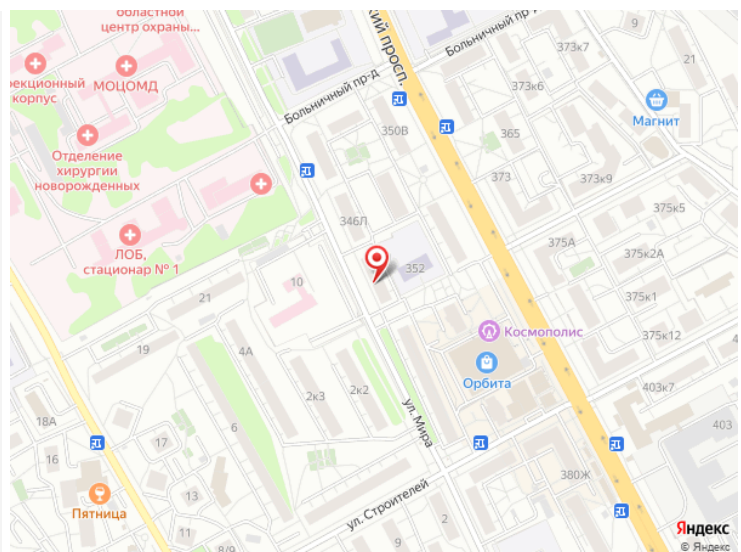 областной
центр охраны...
МОЦОМД
рекционный
корпус
Отделение
хирургии
новорожденных
ЛОБ,
стационар № 1
кий просп.
Больничный пр-д
Больничный пр-д
350В
365
373
373к6
373к7
9
21
Магнит
373к9
375к5
375А
375к2А
375к1
375к12
346Л
352
10
21
19
4А
2к3
2к2
6
Космополис
Орбита
ул. Мира
403к7
403
380Ж
ул. Строителей
18А
17
13
11
8/9
9
2
Пятница
Яндекс
© Яндекс